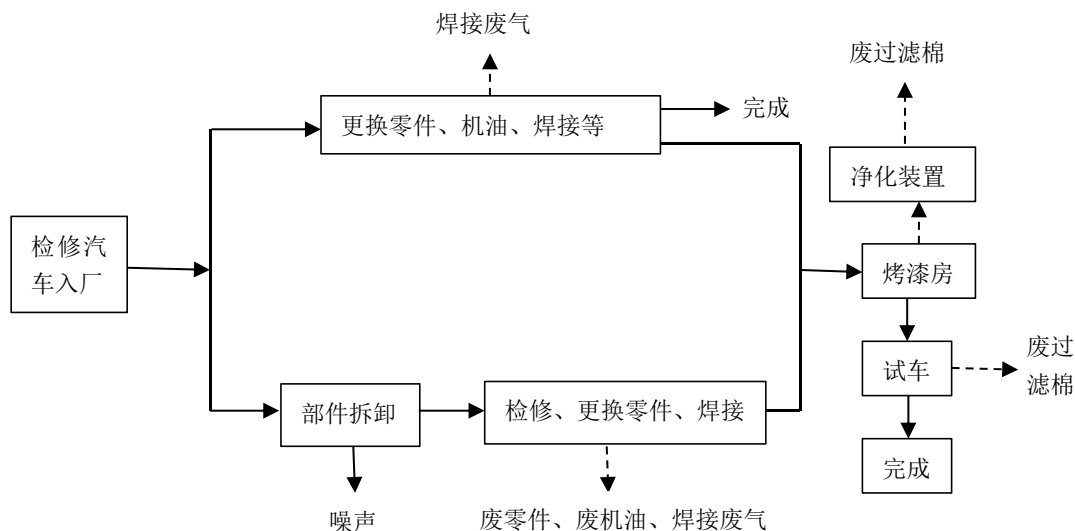 焊接废气
废过滤棉
更换零件、机油、焊接等
完成
净化装置
检修汽
车入厂
烤漆房
试车
废过
滤棉
部件拆卸
检修、更换零件、焊接
完成
噪声
废零件、废机油、焊接废气